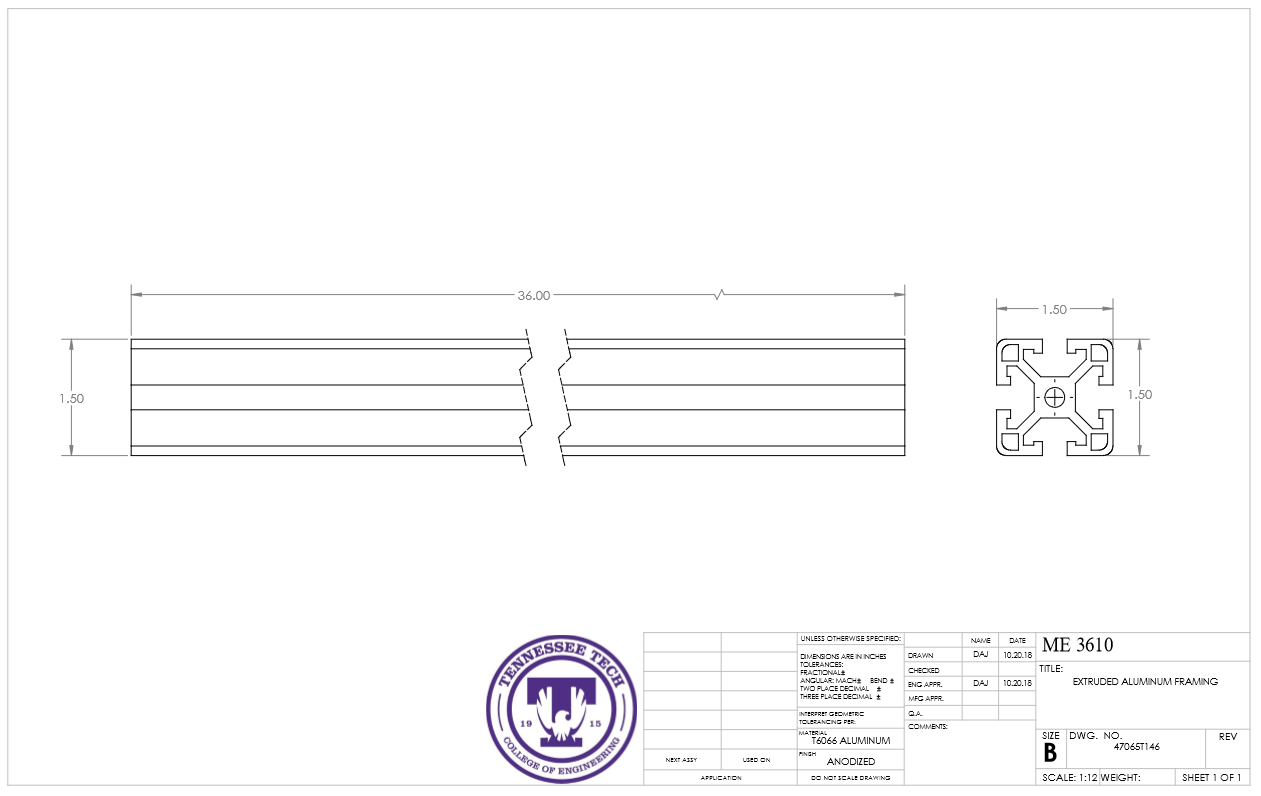 36.00
1.50
1.50
1.50
TENNESSEE TECH
19 15
COLLEGE OF ENGINEERING
UNLESS OTHERWISE SPECIFIED:
DIMENSIONS ARE IN INCHES
TOLERANCES:
FRACTIONAL±
ANGULAR: MACH± BEND ±
TWO PLACE DECIMAL ±
THREE PLACE DECIMAL ±
INTERPRET GEOMETRIC
TOLERANCING PER:
MATERIAL
T6066 ALUMINUM
FINISH
ANODIZED
NEXT ASSY
USED ON
APPLICATION
DO NOT SCALE DRAWING
NAME
DATE
DRAWN
DAJ
10.20.18
CHECKED
ENG APPR.
DAJ
10.20.18
MFG APPR.
Q.A.
COMMENTS:
ME 3610
TITLE:
EXTRUDED ALUMINUM FRAMING
SIZE
B
DWG. NO.
47065T146
REV
SCALE: 1:12
WEIGHT:
SHEET 1 OF 1